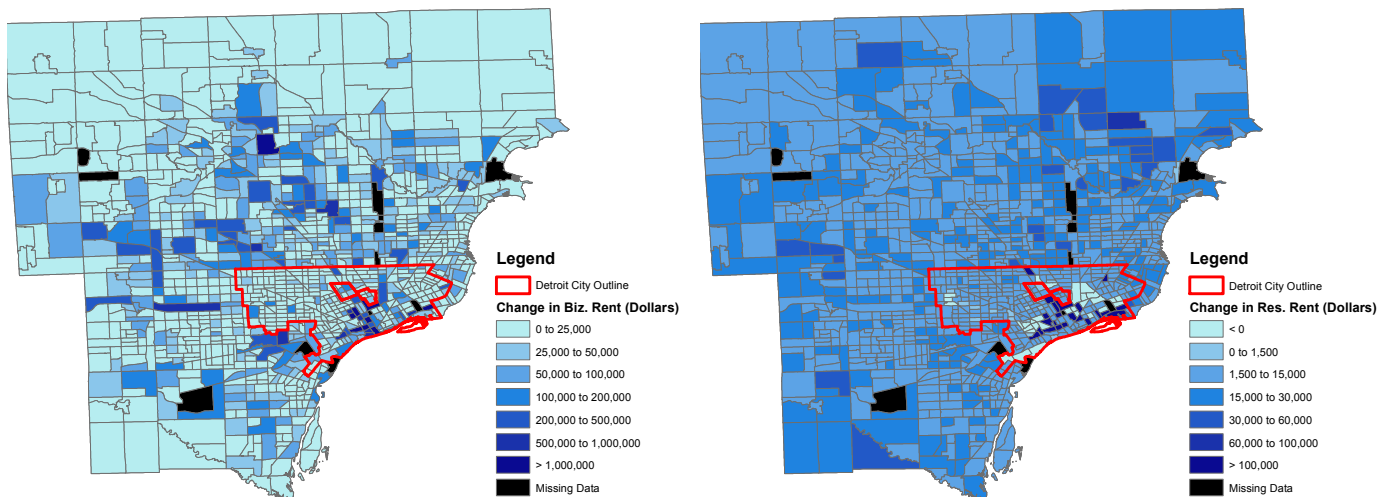 Legend
Detroit City Outline
Change in Biz. Rent (Dollars)
0 to 25,000
25,000 to 50,000
50,000 to 100,000
100,000 to 200,000
200,000 to 500,000
500,000 to 1,000,000
> 1,000,000
Missing Data
Legend
Detroit City Outline
Change in Res. Rent (Dollars)
< 0
0 to 1,500
1,500 to 15,000
15,000 to 30,000
30,000 to 60,000
60,000 to 100,000
> 100,000
Missing Data